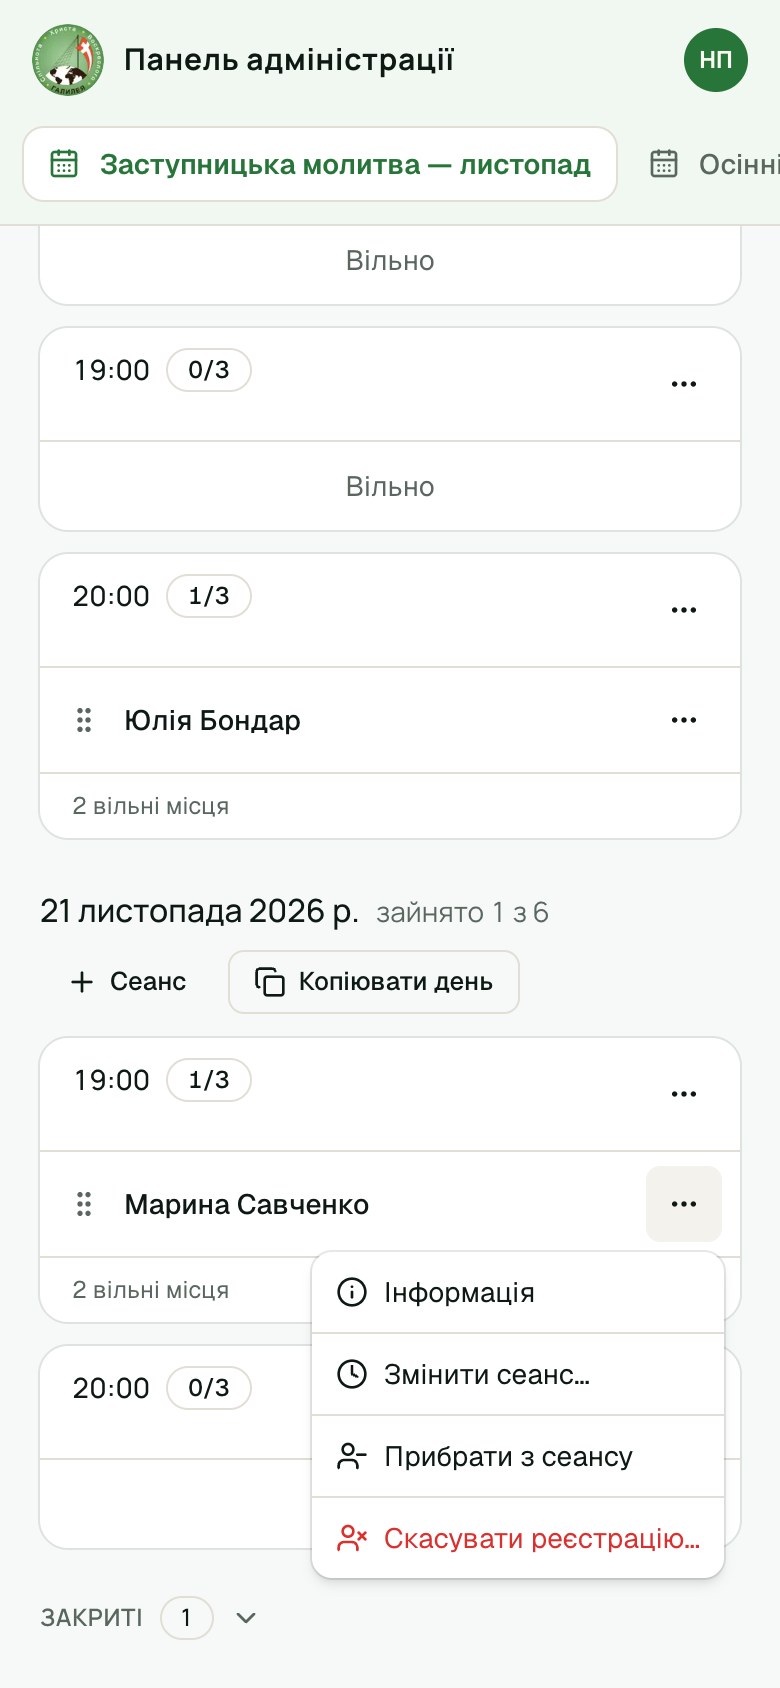 Панель адміністрації
НП
Заступницька молитва — листопад
Осінні
Вільно
19:00 0/3
Вільно
20:00 1/3
Юлія Бондар
2 вільні місця
21 листопада 2026 р. зайнято 1 з 6
Сеанс
Копіювати день
19:00 1/3
Марина Савченко
2 вільні місця
Інформація
Змінити сеанс...
20:00 0/3
Прибрати з сеансу
Скасувати реєстрацію...
ЗАКРИТІ 1